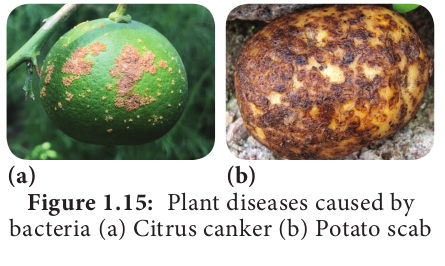 (a) (b)
Figure 1.15: Plant diseases caused by
bacteria (a) Citrus canker (b) Potato scab